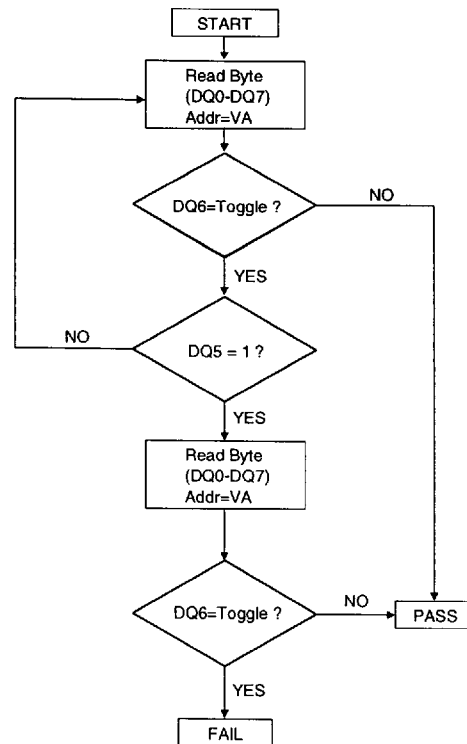 START
Read Byte
(DQ0-DQ7)
Addr=VA
DQ6=Toggle ?
NO
YES
NO
DQ5 = 1 ?
YES
Read Byte
(DQ0-DQ7)
Addr=VA
DQ6=Toggle ?
NO
PASS
YES
FAIL